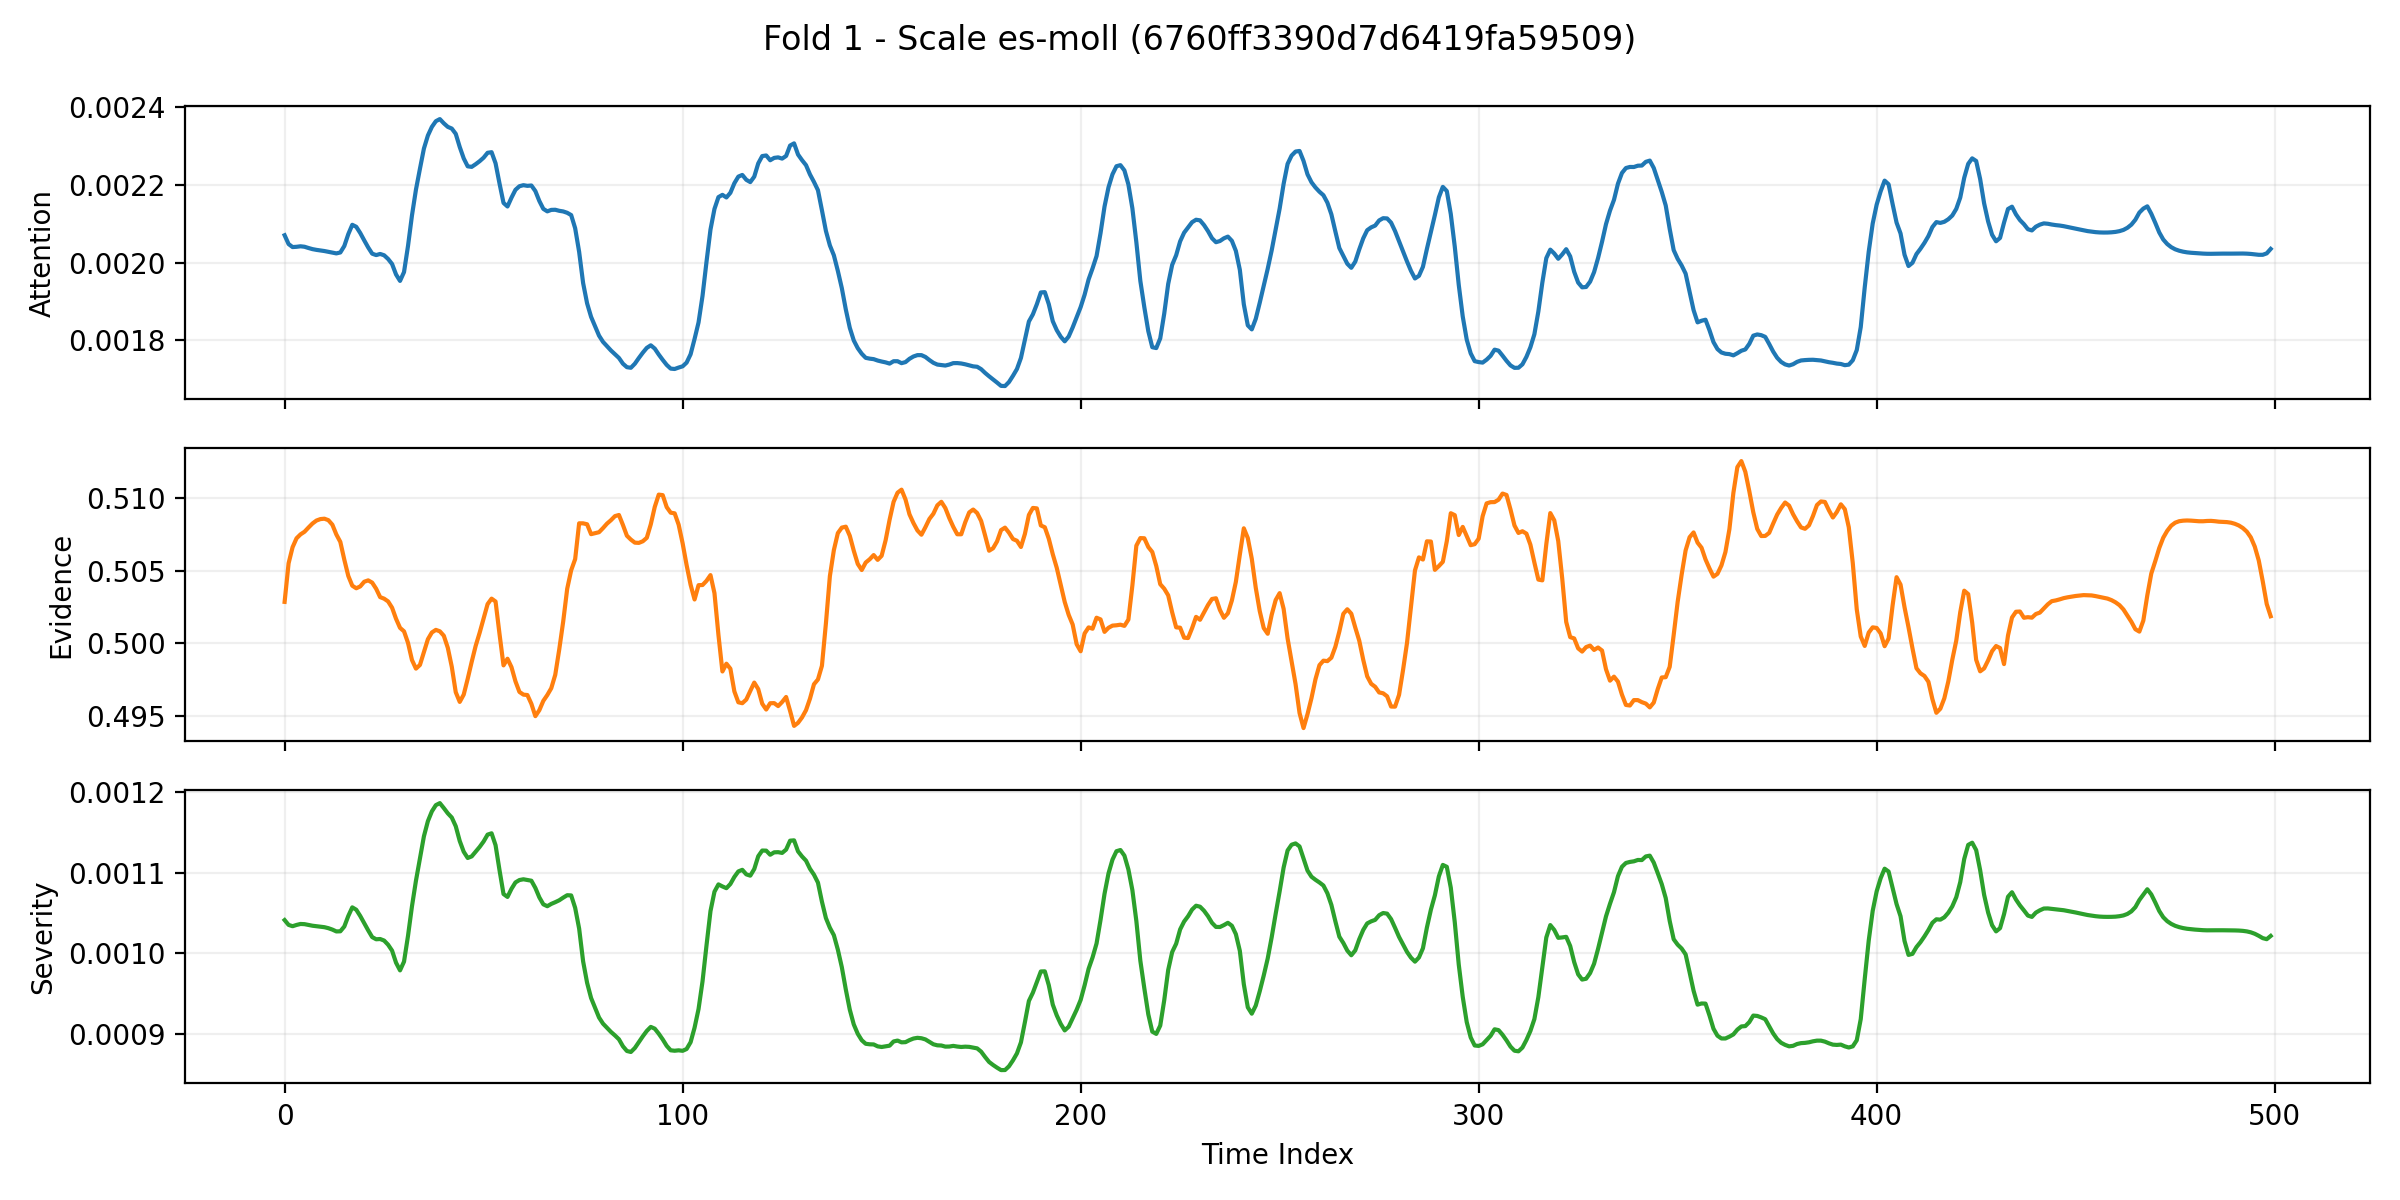 Fold 1 - Scale es-moll (6760ff3390d7d6419fa59509)
Attention
0.0024
0.0022
0.0020
0.0018
Evidence
0.510
0.505
0.500
0.495
Severity
0.0012
0.0011
0.0010
0.0009
0 100 200 300 400 500
Time Index